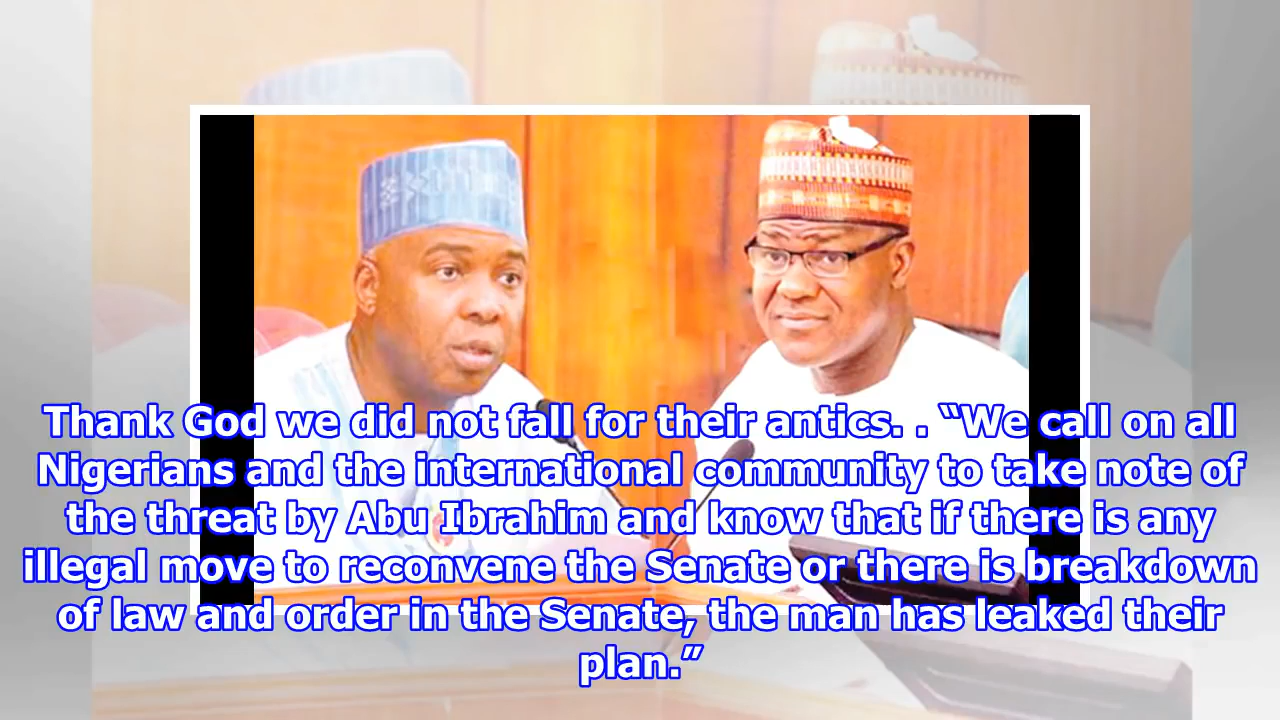 Thank God we did not fall for their antics. . “We call on all
Nigerians and the international community to take note of
the threat by Abu Ibrahim and know that if there is any
illegal move to reconvene the Senate or there is breakdown
of law and order in the Senate, the man has leaked their
plan.”